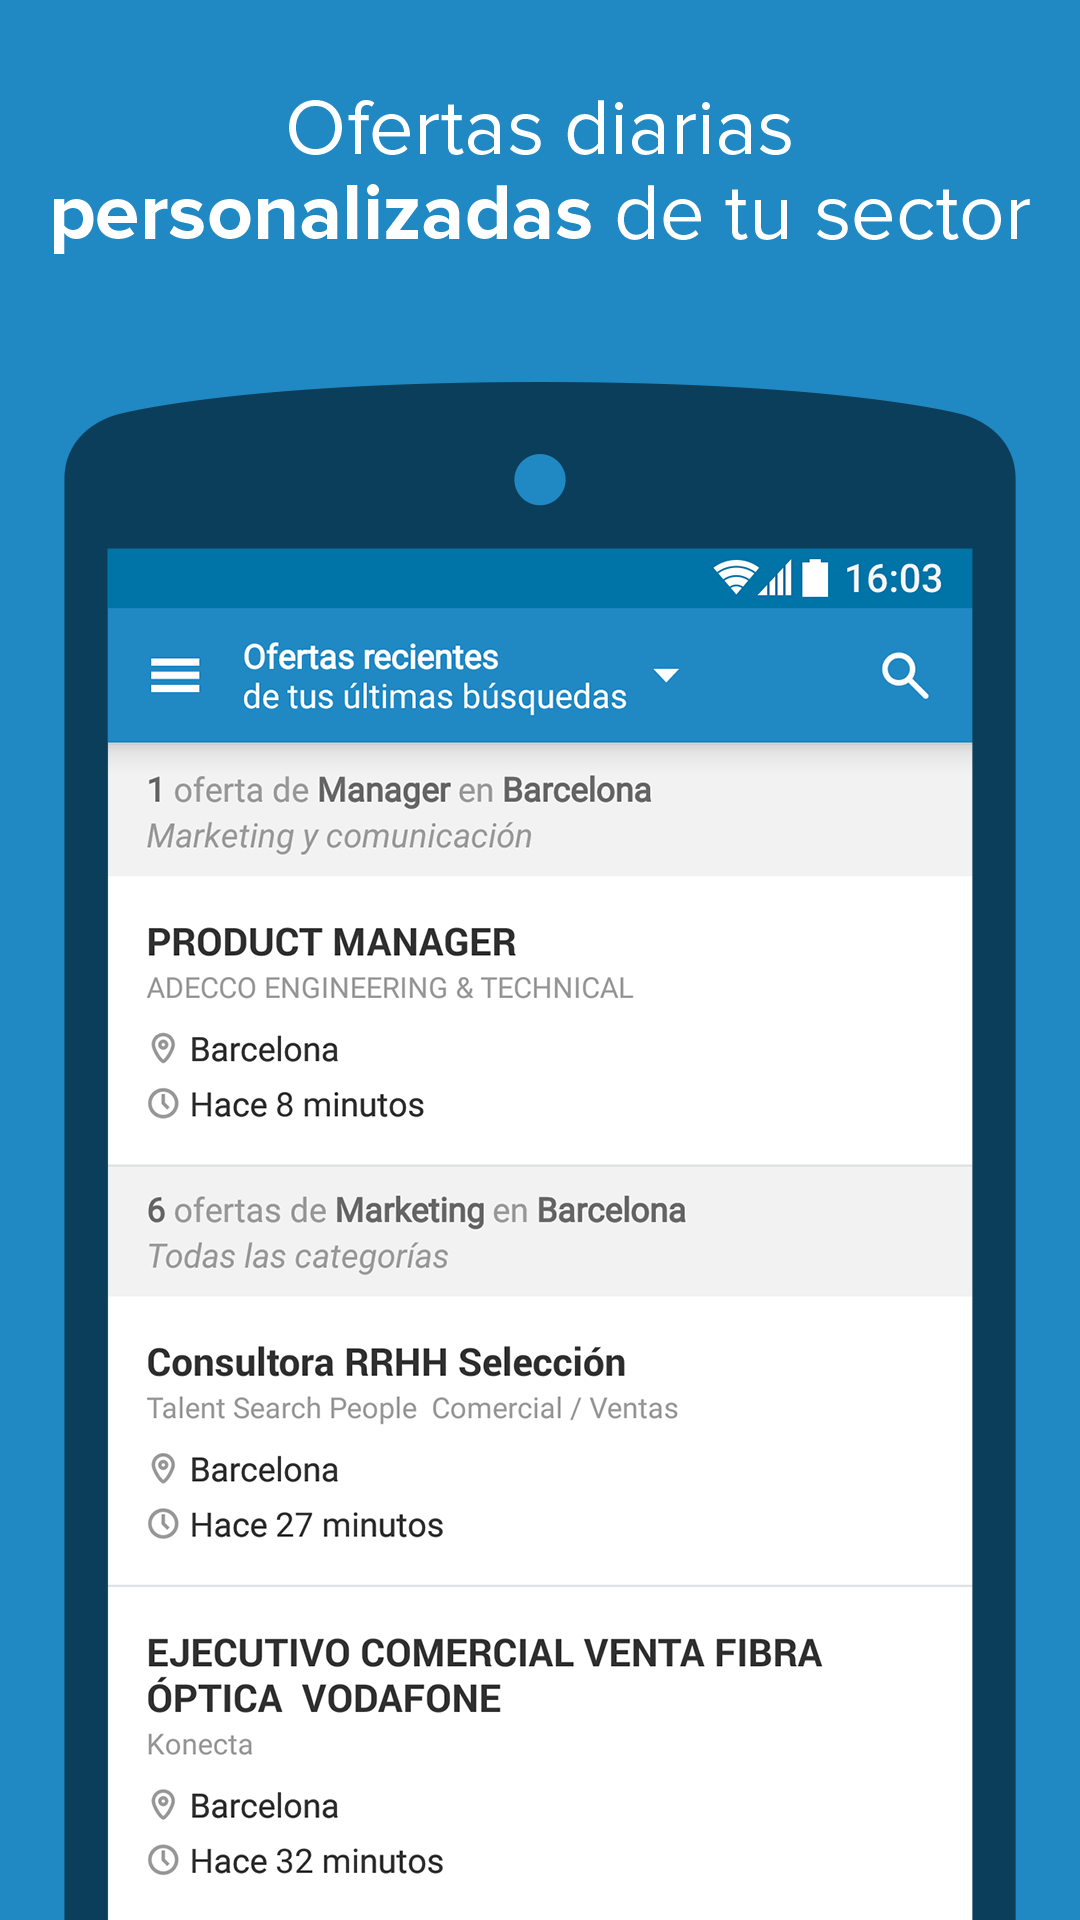 Ofertas diarias
personalizadas de tu sector
16:03
Ofertas recientes
de tus últimas búsquedas
1 oferta de Manager en Barcelona
Marketing y comunicación
PRODUCT MANAGER
ADECCO ENGINEERING & TECHNICAL
Barcelona
Hace 8 minutos
6 ofertas de Marketing en Barcelona
Todas las categorías
Consultora RRHH Selección
Talent Search People  Comercial / Ventas
Barcelona
Hace 27 minutos
EJECUTIVO COMERCIAL VENTA FIBRA
ÓPTICA  VODAFONE
Konecta
Barcelona
Hace 32 minutos